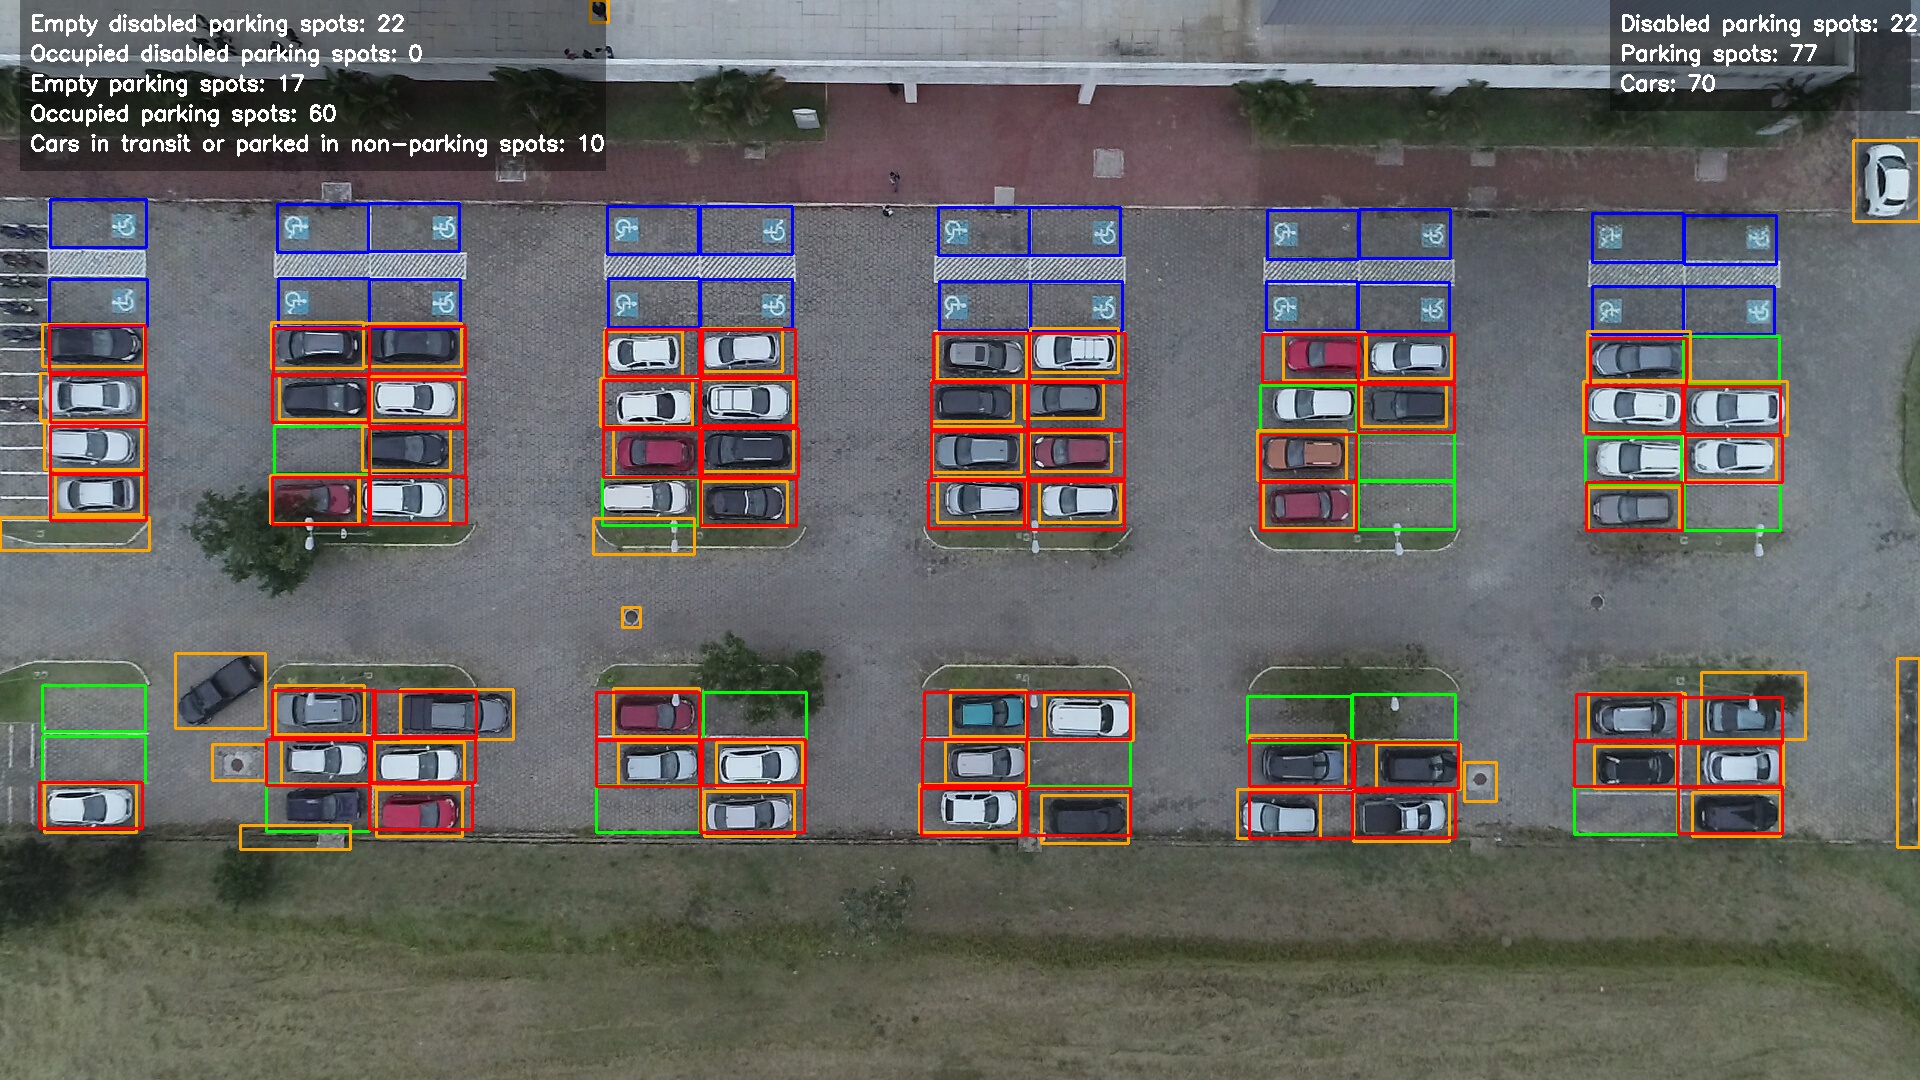 Empty disabled parking spots: 22
Occupied disabled parking spots: 0
Empty parking spots: 17
Occupied parking spots: 60
Cars in transit or parked in non-parking spots: 10
Disabled parking spots: 22
Parking spots: 77
Cars: 70